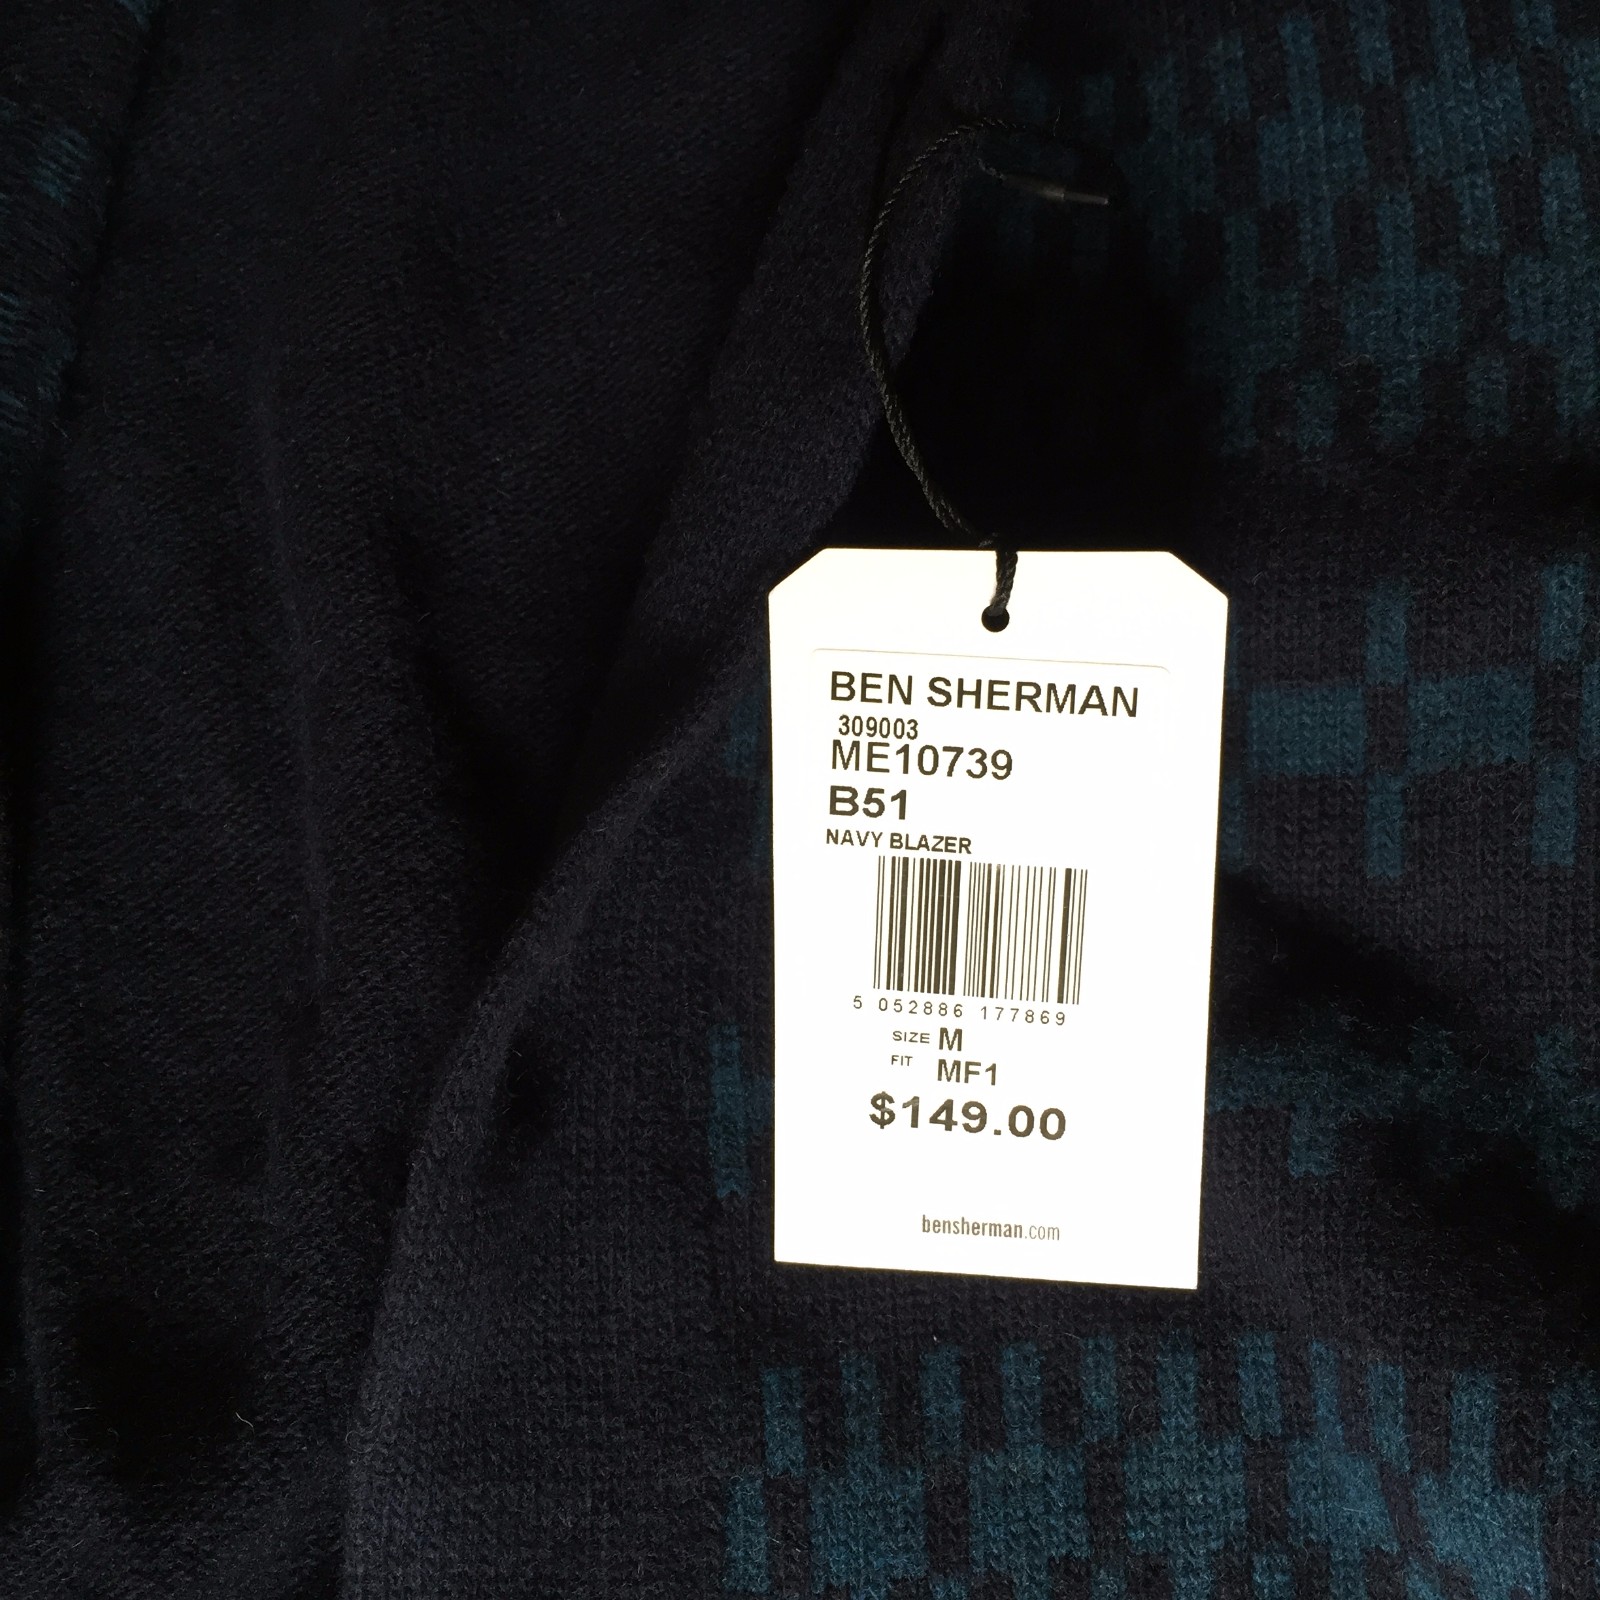 BEN SHERMAN
309003
ME10739
B51
NAVY BLAZER
5 052886 177869
SIZE M
FIT MF1
$149.00
bensherman.com